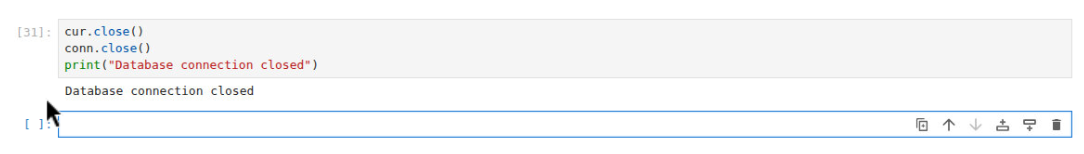 [31]: cur.close()
conn.close()
print("Database connection closed")
Database connection closed
[ ]: